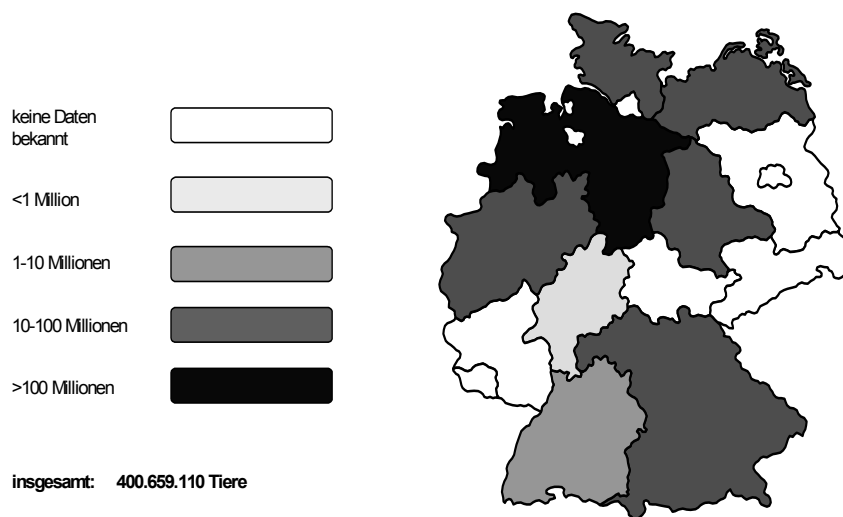 keine Daten
bekannt
<1 Million
1-10 Millionen
10-100 Millionen
>100 Millionen
insgesamt: 400.659.110 Tiere